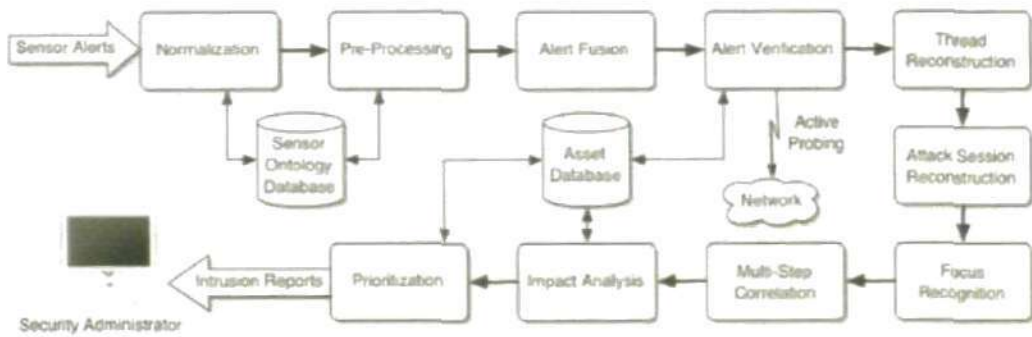 Sensor Alerts
Normalization
Pre-Processing
Alert Fusion
Alert Verification
Thread
Reconstruction
Sensor
Ontology
Database
Asset
Database
Active
Probing
Network
Attack Session
Reconstruction
Security Administrator
Intrusion Reports
Prioritization
Impact Analysis
Multi-Step
Correlation
Focus
Recognition